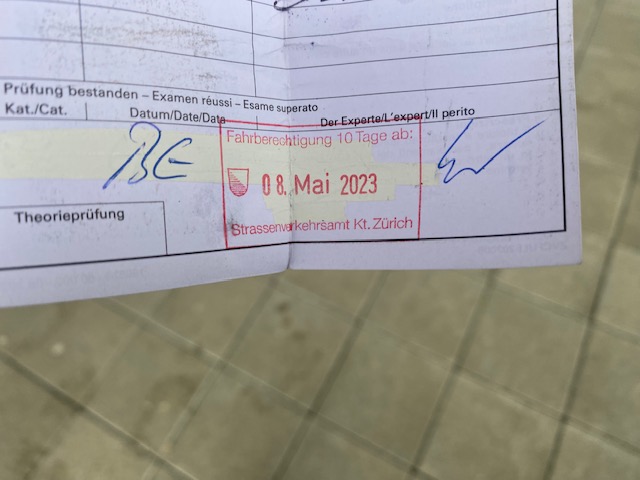 Prüfung bestanden – Examen réussi – Esame superato
Kat./Cat. Datum/Date/Data Der Experte/L'expert/Il perito
BE
Fahrberechtigung 10 Tage ab:
08. Mai 2023
Strassenverkehrsamt Kt. Zürich
Theorieprüfung